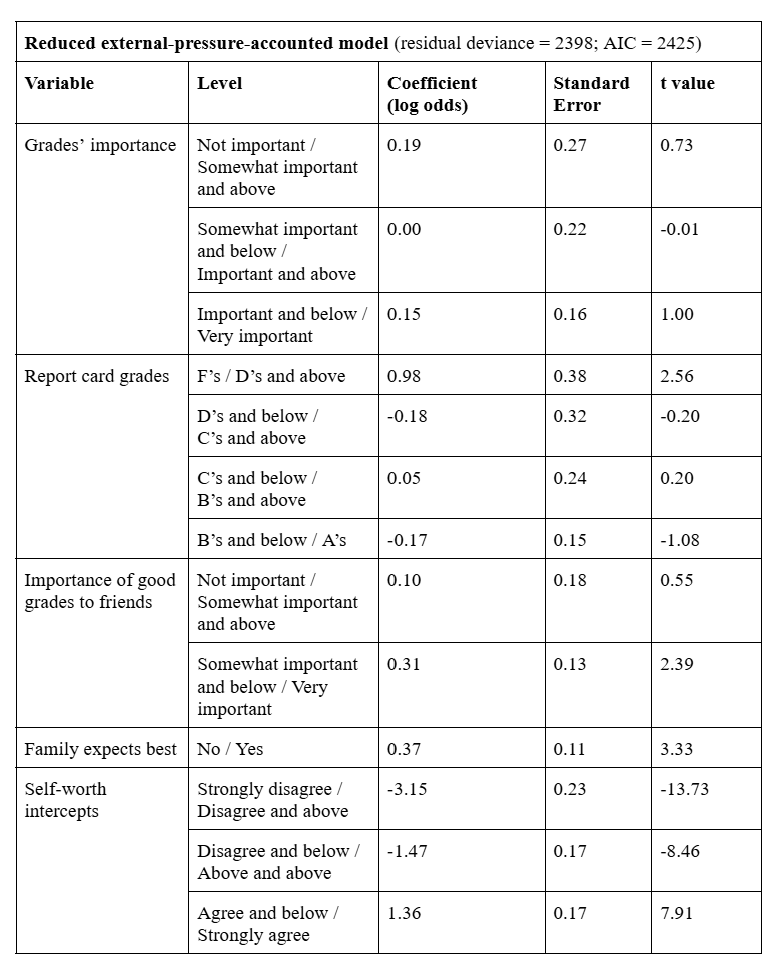 Reduced external-pressure-accounted model (residual deviance = 2398; AIC = 2425)
Variable Level Coefficient Standard t value
(log odds) Error
Grades’ importance Not important / 0.19 0.27 0.73
Somewhat important
and above
Somewhat important 0.00 0.22 -0.01
and below /
Important and above
Important and below / 0.15 0.16 1.00
Very important
Report card grades F’s / D’s and above 0.98 0.38 2.56
D’s and below / -0.18 0.32 -0.20
C’s and above
C’s and below / 0.05 0.24 0.20
B’s and above
B’s and below / A’s -0.17 0.15 -1.08
Importance of good Not important / 0.10 0.18 0.55
grades to friends Somewhat important
and above
Somewhat important 0.31 0.13 2.39
and below / Very
important
Family expects best No / Yes 0.37 0.11 3.33
Self-worth Strongly disagree / -3.15 0.23 -13.73
intercepts Disagree and above
Disagree and below / -1.47 0.17 -8.46
Above and above
Agree and below / 1.36 0.17 7.91
Strongly agree